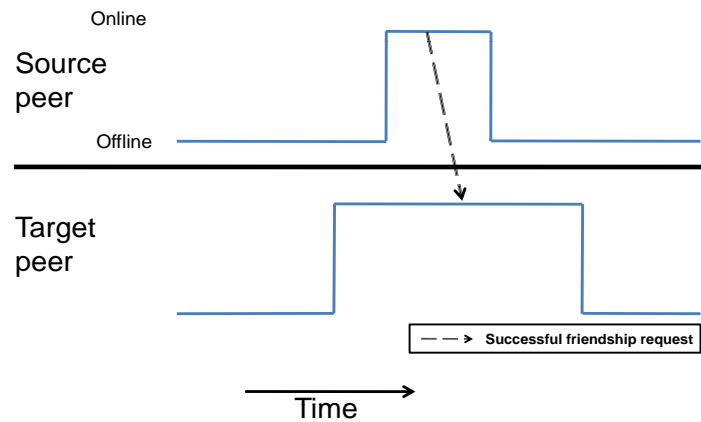 Online
Source
peer
Offline
Target
peer
Successful friendship request
Time